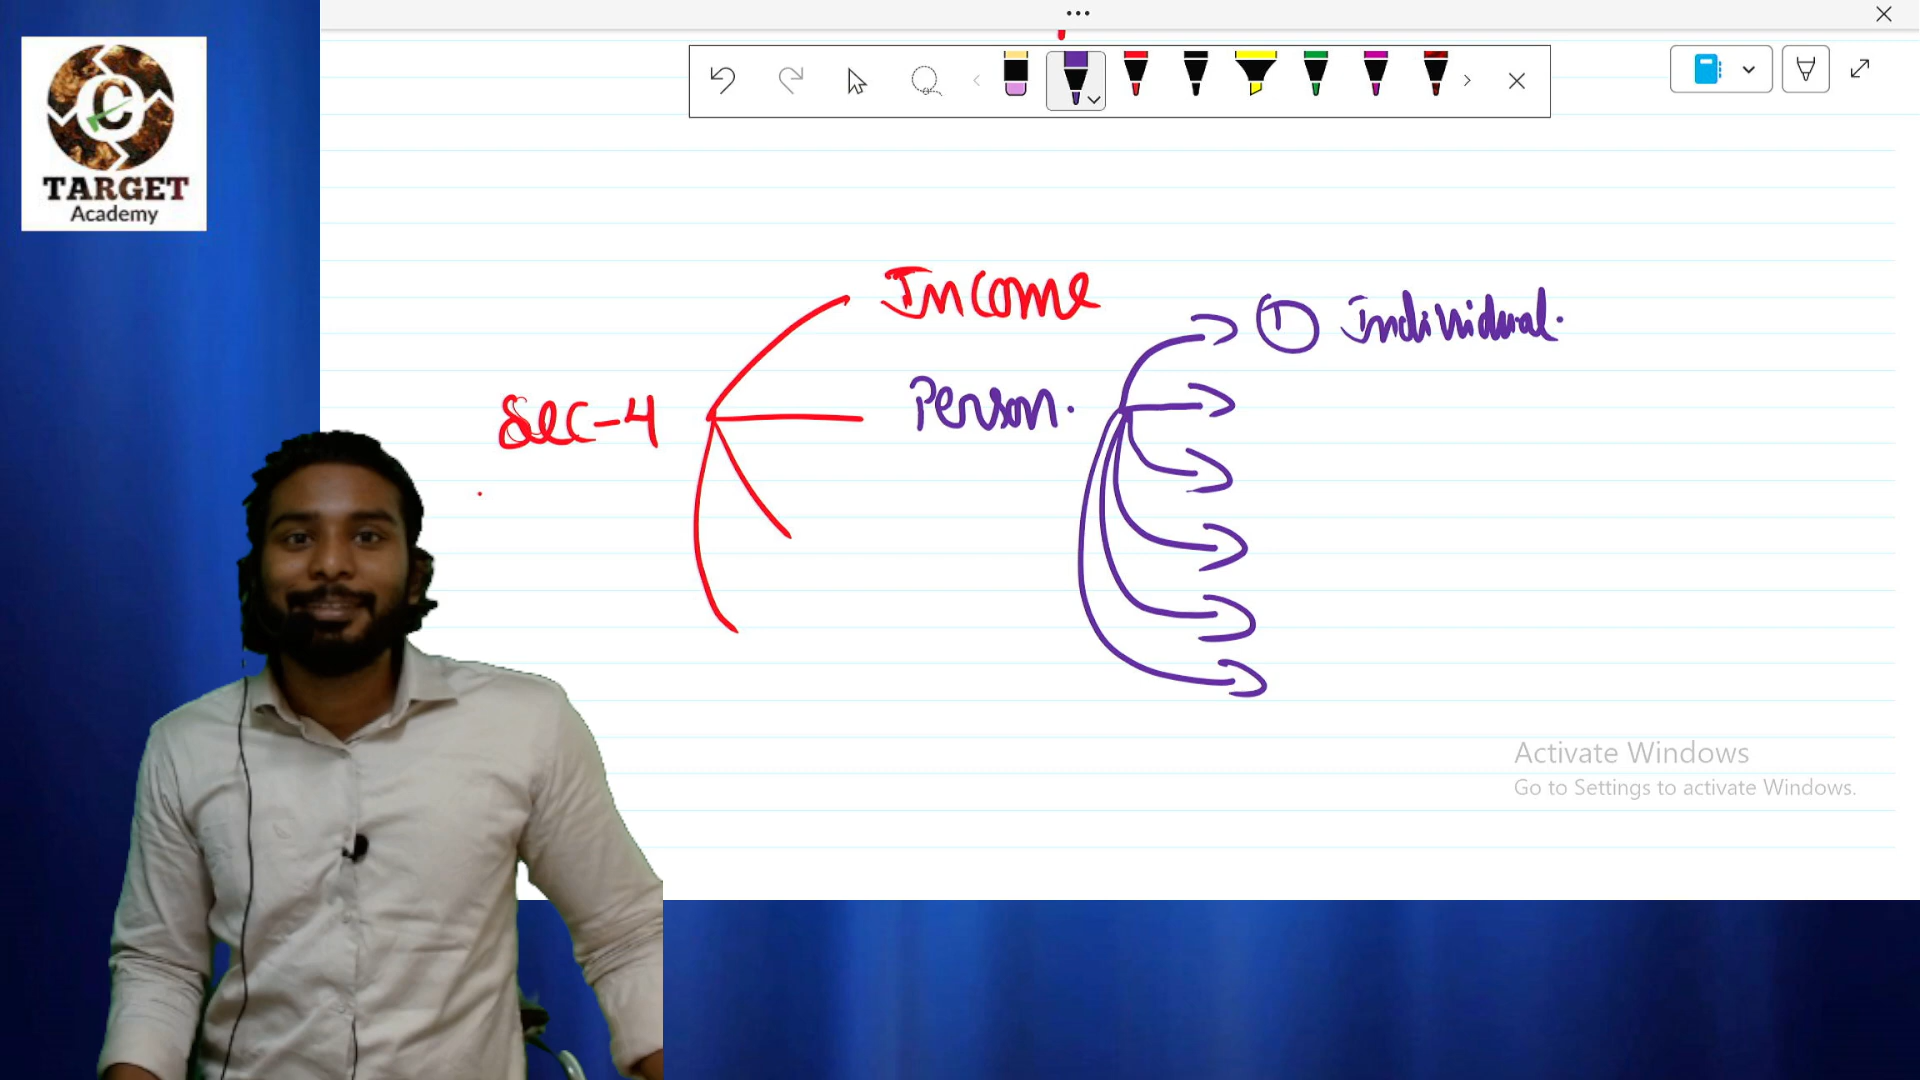 TARGET
Academy
Income
① Individual.
Sec-4
Person.
Activate Windows
Go to Settings to activate Windows.